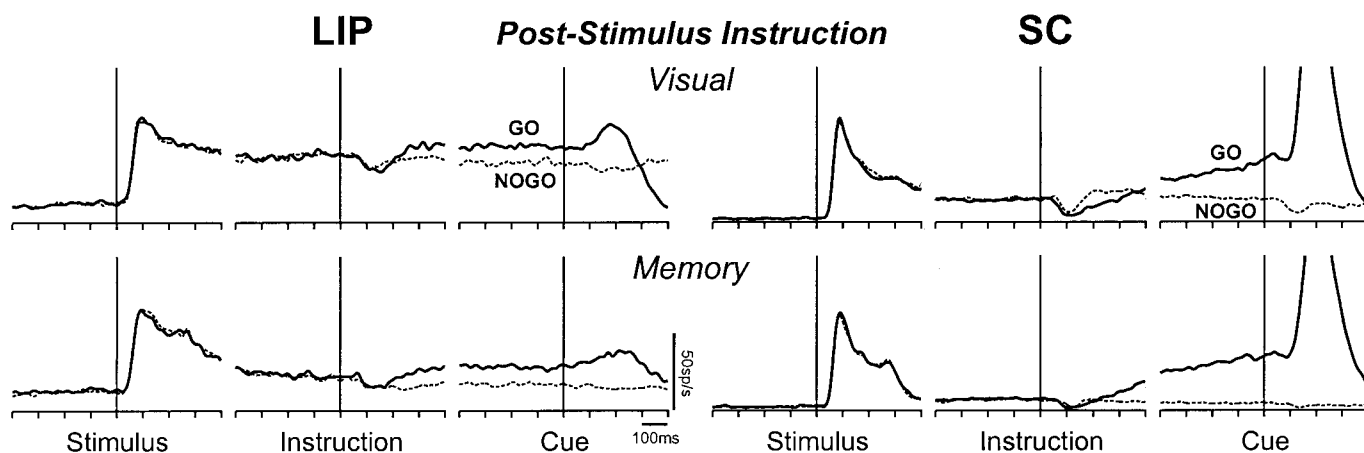 LIP Post-Stimulus Instruction SC
Visual
GO
NOGO
GO
NOGO
Memory
50sp/s
100ms
Stimulus Instruction Cue Stimulus Instruction Cue